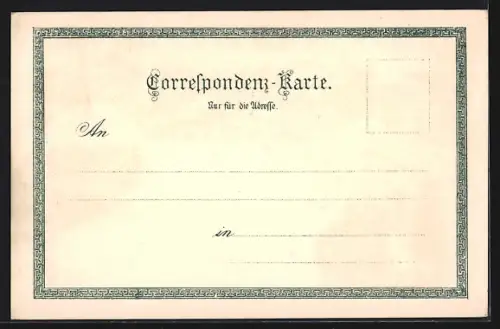 Correspondenz-Karte.
Nur für die Adresse.
An
in